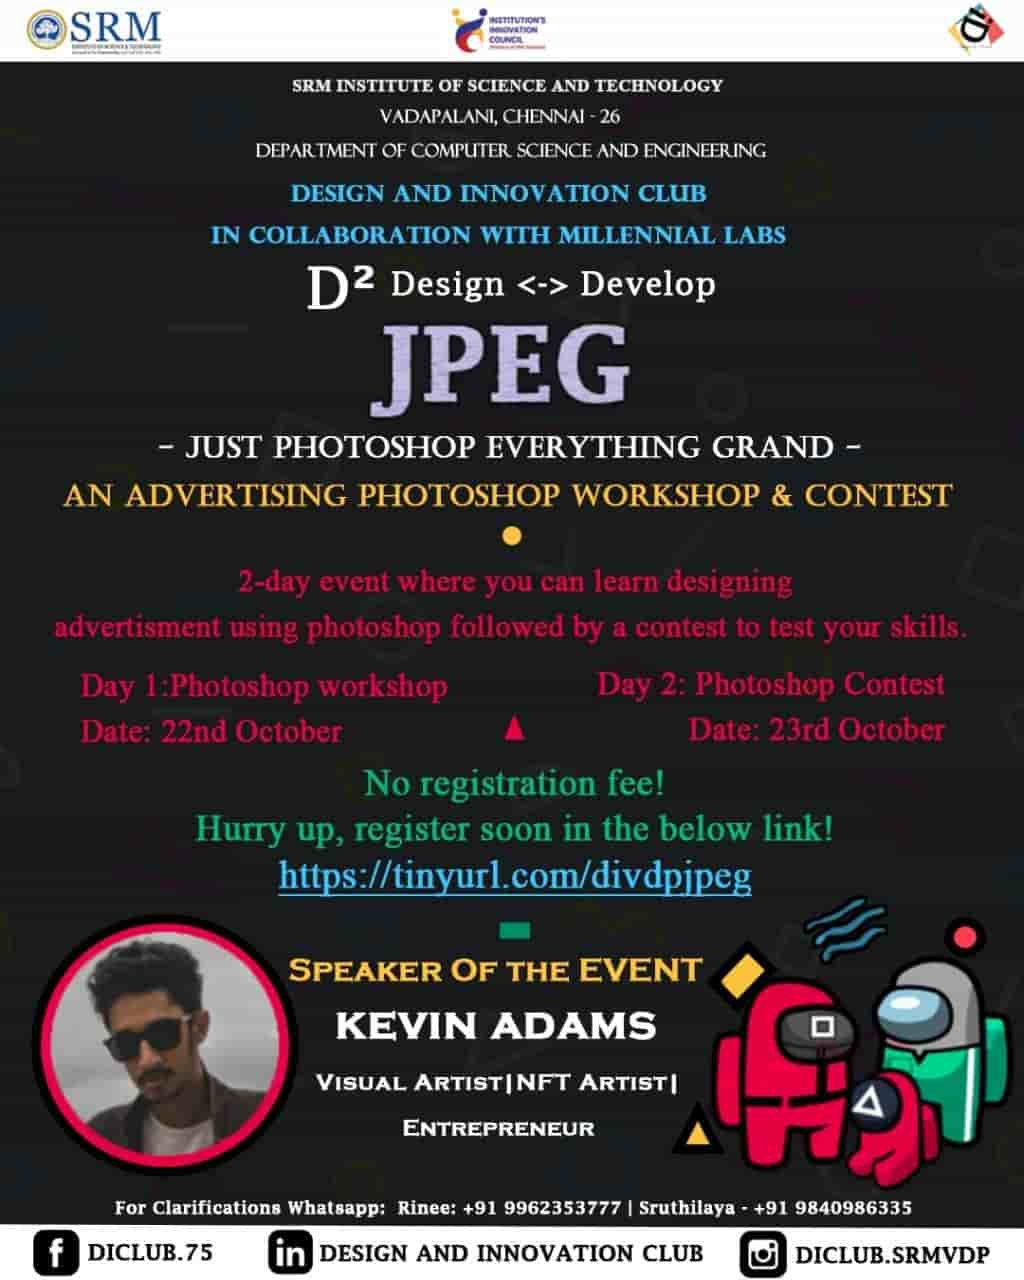 SRM
INSTITUTE OF SCIENCE & TECHNOLOGY
INSTITUTION'S
INNOVATION
COUNCIL
SRM INSTITUTE OF SCIENCE AND TECHNOLOGY
VADAPALANI, CHENNAI - 26
DEPARTMENT OF COMPUTER SCIENCE AND ENGINEERING
DESIGN AND INNOVATION CLUB
IN COLLABORATION WITH MILLENNIAL LABS
D² Design <-> Develop
JPEG
- JUST PHOTOSHOP EVERYTHING GRAND -
AN ADVERTISING PHOTOSHOP WORKSHOP & CONTEST
2-day event where you can learn designing
advertisment using photoshop followed by a contest to test your skills.
Day 1:Photoshop workshop
Date: 22nd October
Day 2: Photoshop Contest
Date: 23rd October
No registration fee!
Hurry up, register soon in the below link!
https://tinyurl.com/divdpjpeg
SPEAKER OF THE EVENT
KEVIN ADAMS
VISUAL ARTIST|NFT ARTIST|
ENTREPRENEUR
For Clarifications Whatsapp: Rinee: +91 9962353777 | Sruthilaya - +91 9840986335
DICLUB.75
DESIGN AND INNOVATION CLUB
DICLUB.SRMVDP